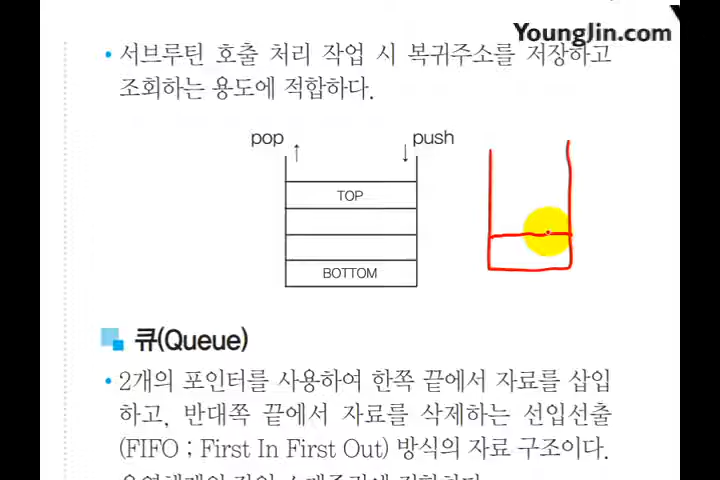 YoungJin.com
• 서브루틴 호출 처리 작업 시 복귀주소를 저장하고
조회하는 용도에 적합하다.
pop ↑ ↓ push
TOP
BOTTOM
큐(Queue)
• 2개의 포인터를 사용하여 한쪽 끝에서 자료를 삽입
하고, 반대쪽 끝에서 자료를 삭제하는 선입선출
(FIFO ; First In First Out) 방식의 자료 구조이다.